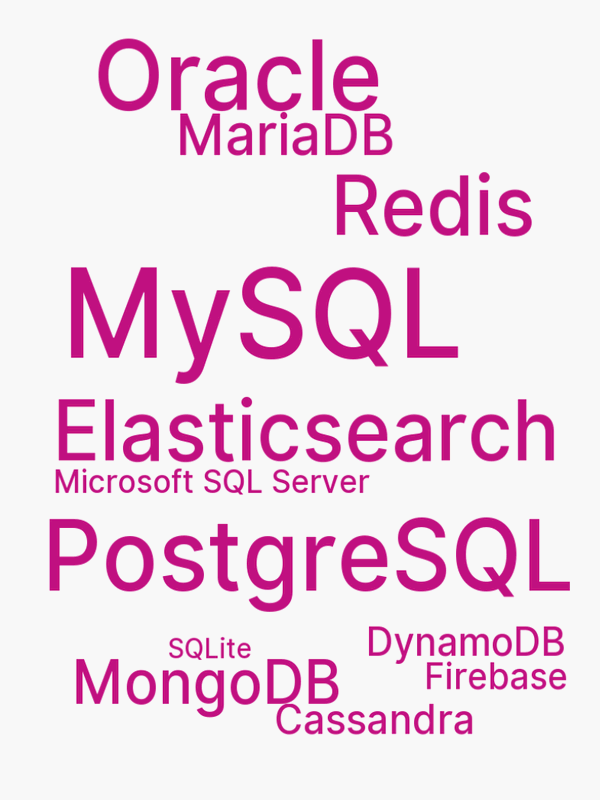 Oracle
MariaDB
Redis
MySQL
Elasticsearch
Microsoft SQL Server
PostgreSQL
DynamoDB
SQLite
Firebase
MongoDB
Cassandra